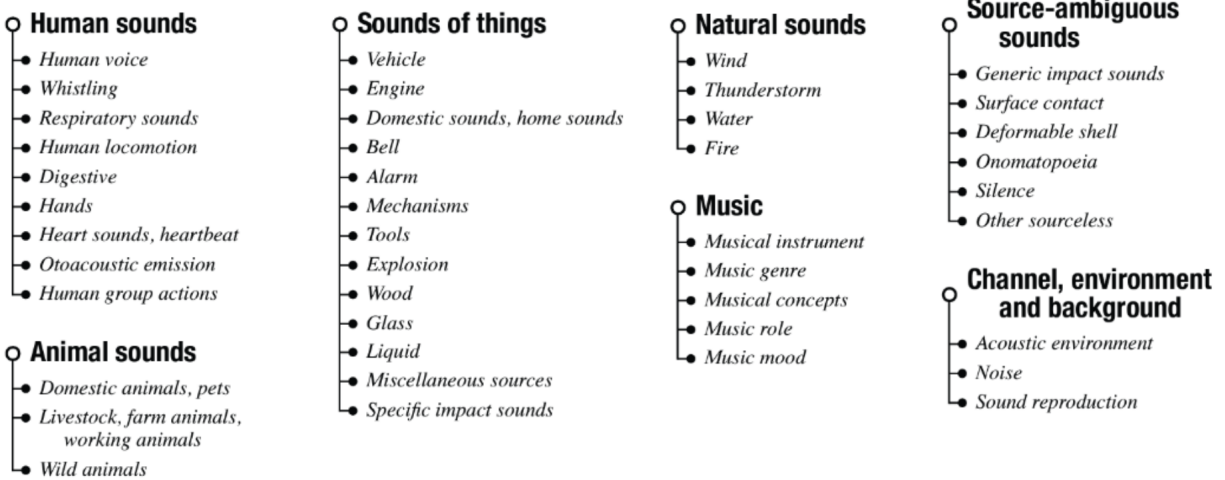 Human sounds
Human voice
Whistling
Respiratory sounds
Human locomotion
Digestive
Hands
Heart sounds, heartbeat
Otoacoustic emission
Human group actions
Animal sounds
Domestic animals, pets
Livestock, farm animals,
working animals
Wild animals
Sounds of things
Vehicle
Engine
Domestic sounds, home sounds
Bell
Alarm
Mechanisms
Tools
Explosion
Wood
Glass
Liquid
Miscellaneous sources
Specific impact sounds
Natural sounds
Wind
Thunderstorm
Water
Fire
Music
Musical instrument
Music genre
Musical concepts
Music role
Music mood
Source-ambiguous
sounds
Generic impact sounds
Surface contact
Deformable shell
Onomatopoeia
Silence
Other sourceless
Channel, environment
and background
Acoustic environment
Noise
Sound reproduction